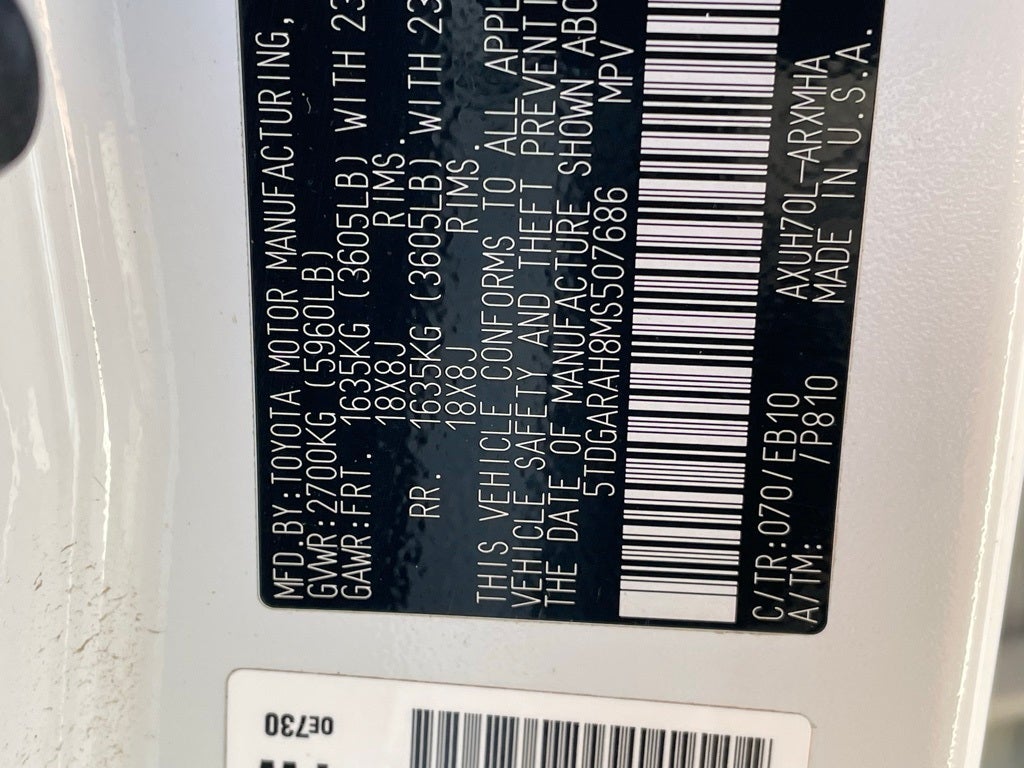 MFD.BY:TOYOTA MOTOR MANUFACTURING,
GVWR:2700KG (5960LB)
GAWR:FRT. 1635KG (3605LB) WITH 23
18X8J RIMS.
RR. 1635KG (3605LB) WITH 23
18X8J RIMS.
THIS VEHICLE CONFORMS TO ALL APPL
VEHICLE SAFETY AND THEFT PREVENTI
THE DATE OF MANUFACTURE SHOWN ABO
5TDGARAH8MS507686 MPV
C/TR:070/EB10 AXUH70L-ARXMHA
A/TM: /P810 MADE IN U.S.A.
0E730